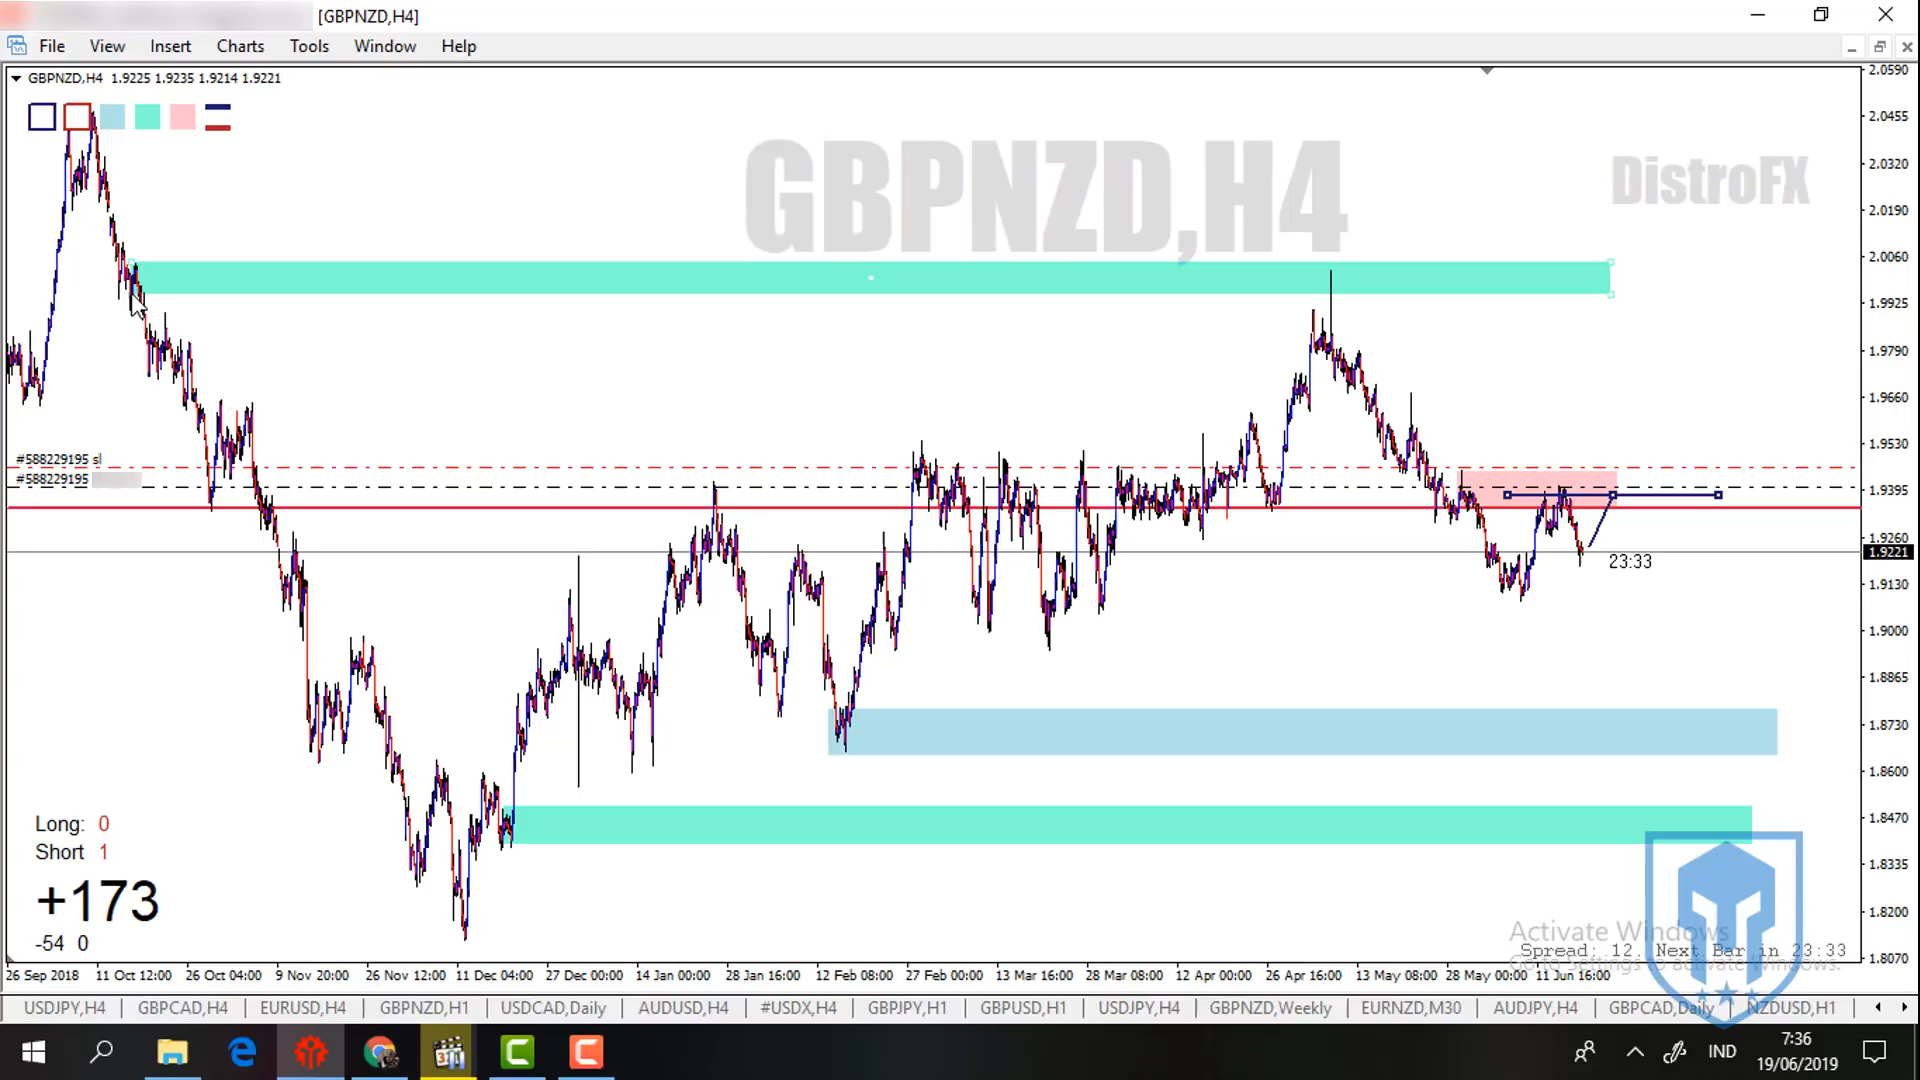 [GBPNZD,H4]
File View Insert Charts Tools Window Help
GBPNZD,H4 1.9225 1.9235 1.9214 1.9221
GBPNZD,H4
DistroFX
2.0590
2.0455
2.0320
2.0190
2.0060
1.9925
1.9790
1.9660
1.9530
1.9395
1.9260
1.9221
1.9130
1.9000
1.8865
1.8730
1.8600
1.8470
1.8335
1.8200
1.8070
#588229195 sl
#588229195
23:33
Long: 0
Short 1
+173
-54 0
Activate Windows
Spread: 12. Next Bar in 23:33
Go to Settings to activate Windows.
26 Sep 2018 11 Oct 12:00 26 Oct 04:00 9 Nov 20:00 26 Nov 12:00 11 Dec 04:00 27 Dec 00:00 14 Jan 00:00 28 Jan 16:00 12 Feb 08:00 27 Feb 00:00 13 Mar 16:00 28 Mar 08:00 12 Apr 00:00 26 Apr 16:00 13 May 08:00 28 May 00:00 11 Jun 16:00
USDJPY,H4 GBPCAD,H4 EURUSD,H4 GBPNZD,H1 USDCAD,Daily AUDUSD,H4 #USDX,H4 GBPJPY,H1 GBPUSD,H1 USDJPY,H4 GBPNZD,Weekly EURNZD,M30 AUDJPY,H4 GBPCAD,Daily NZDUSD,H1
IND
7:36
19/06/2019